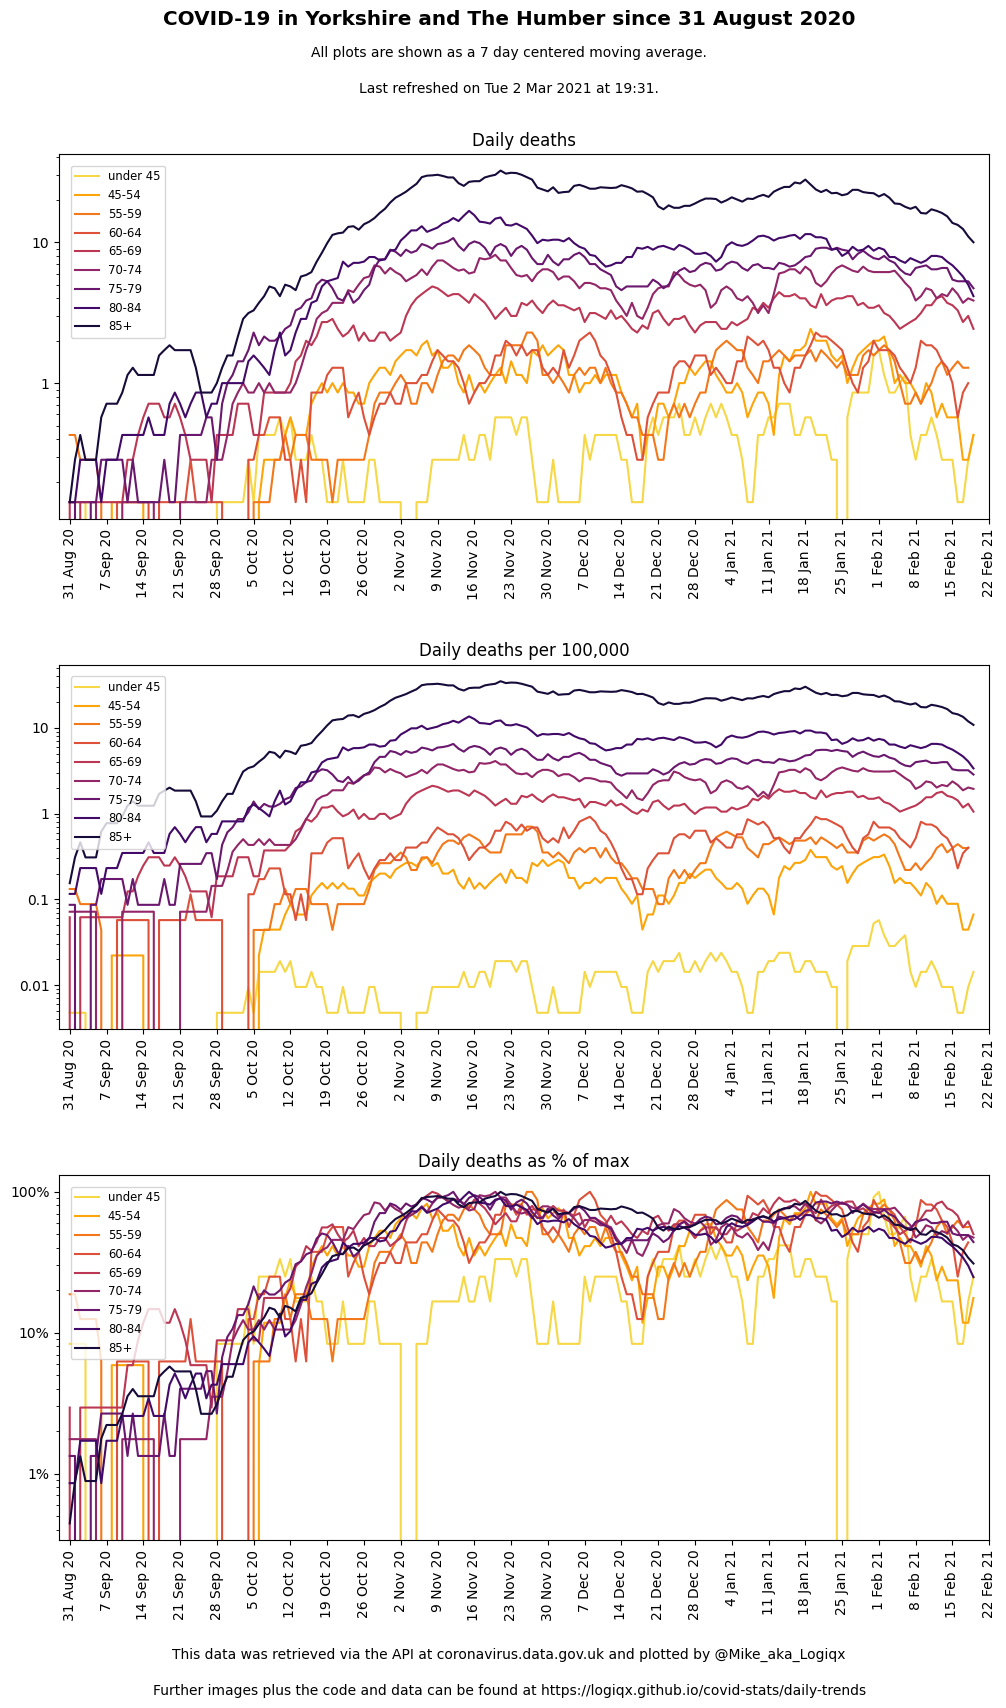 COVID-19 in Yorkshire and The Humber since 31 August 2020
All plots are shown as a 7 day centered moving average.
Last refreshed on Tue 2 Mar 2021 at 19:31.
Daily deaths
10
1
under 45
45-54
55-59
60-64
65-69
70-74
75-79
80-84
85+
31 Aug 20
7 Sep 20
14 Sep 20
21 Sep 20
28 Sep 20
5 Oct 20
12 Oct 20
19 Oct 20
26 Oct 20
2 Nov 20
9 Nov 20
16 Nov 20
23 Nov 20
30 Nov 20
7 Dec 20
14 Dec 20
21 Dec 20
28 Dec 20
4 Jan 21
11 Jan 21
18 Jan 21
25 Jan 21
1 Feb 21
8 Feb 21
15 Feb 21
22 Feb 21
Daily deaths per 100,000
10
1
0.1
0.01
under 45
45-54
55-59
60-64
65-69
70-74
75-79
80-84
85+
31 Aug 20
7 Sep 20
14 Sep 20
21 Sep 20
28 Sep 20
5 Oct 20
12 Oct 20
19 Oct 20
26 Oct 20
2 Nov 20
9 Nov 20
16 Nov 20
23 Nov 20
30 Nov 20
7 Dec 20
14 Dec 20
21 Dec 20
28 Dec 20
4 Jan 21
11 Jan 21
18 Jan 21
25 Jan 21
1 Feb 21
8 Feb 21
15 Feb 21
22 Feb 21
Daily deaths as % of max
100%
10%
1%
under 45
45-54
55-59
60-64
65-69
70-74
75-79
80-84
85+
31 Aug 20
7 Sep 20
14 Sep 20
21 Sep 20
28 Sep 20
5 Oct 20
12 Oct 20
19 Oct 20
26 Oct 20
2 Nov 20
9 Nov 20
16 Nov 20
23 Nov 20
30 Nov 20
7 Dec 20
14 Dec 20
21 Dec 20
28 Dec 20
4 Jan 21
11 Jan 21
18 Jan 21
25 Jan 21
1 Feb 21
8 Feb 21
15 Feb 21
22 Feb 21
This data was retrieved via the API at coronavirus.data.gov.uk and plotted by @Mike_aka_Logiqx
Further images plus the code and data can be found at https://logiqx.github.io/covid-stats/daily-trends